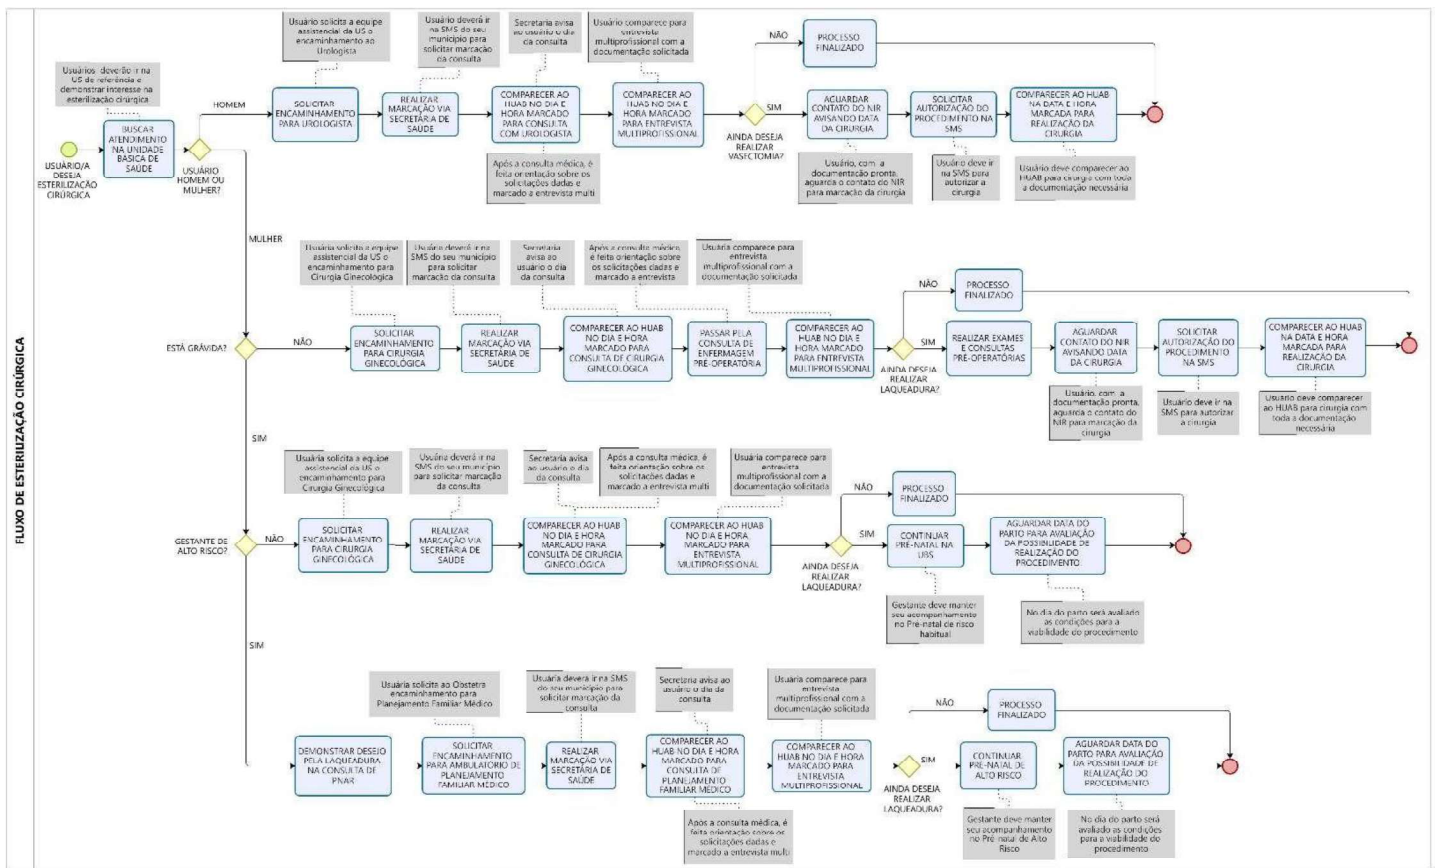 FLUXO DE ESTERILIZAÇÃO CIRÚRGICA
USUÁRIO/A
DESEJA
ESTERILIZAÇÃO
CIRÚRGICA
Usuários deverão ir na
US de referência e
demonstrar interesse na
esterilização cirúrgica
BUSCAR
ATENDIMENTO
NA UNIDADE
BASICA DE
SAÚDE
USUÁRIO
HOMEM OU
MULHER?
HOMEM
Usuário solicita a equipe
assistencial da US o
encaminhamento ao
Urologista
SOLICITAR
ENCAMINHAMENTO
PARA UROLOGISTA
Usuário deverá ir
na SMS do seu
município para
solicitar marcação
da consulta
REALIZAR
MARCAÇÃO VIA
SECRETARIA DE
SAÚDE
Secretaria avisa
ao usuário o dia
da consulta
COMPARECER AO
HUAB NO DIA E
HORA MARCADO
PARA CONSULTA
COM UROLOGISTA
Após a consulta médica, é
feita orientação sobre os
solicitações dadas e
marcado a entrevista multi
Usuário comparece para
entrevista
multiprofissional com a
documentação solicitada
COMPARECER AO
HUAB NO DIA E
HORA MARCADO
PARA ENTREVISTA
MULTIPROFISSIONAL
AINDA DESEJA
REALIZAR
VASECTOMIA?
NÃO
PROCESSO
FINALIZADO
SIM
AGUARDAR
CONTATO DO NIR
AVISANDO DATA
DA CIRURGIA
Usuário, com a
documentação pronta,
aguarda o contato do NIR
para marcação da cirurgia
SOLICITAR
AUTORIZAÇÃO DO
PROCEDIMENTO NA
SMS
Usuário deve ir
na SMS para
autorizar a
cirurgia
COMPARECER AO HUAB
NA DATA E HORA
MARCADA PARA
REALIZAÇÃO DA
CIRURGIA
Usuário deve comparecer ao
HUAB para cirurgia com toda
a documentação necessária
MULHER
ESTÁ GRÁVIDA?
NÃO
Usuária solicita a equipe
assistencial da US o
encaminhamento para
Cirurgia Ginecológica
SOLICITAR
ENCAMINHAMENTO
PARA CIRURGIA
GINECOLÓGICA
Usuário deverá ir na
SMS do seu município
para solicitar
marcação da consulta
REALIZAR
MARCAÇÃO VIA
SECRETARIA DE
SAÚDE
Secretaria
avisa ao
usuário o dia
da consulta
COMPARECER AO HUAB
NO DIA E HORA
MARCADO PARA
CONSULTA DE CIRURGIA
GINECOLÓGICA
Após a consulta médica,
é feita orientação sobre
os solicitações dadas e
marcado a entrevista
PASSAR PELA
CONSULTA DE
ENFERMAGEM
PRÉ-OPERATÓRIA
Usuária comparece para
entrevista
multiprofissional com a
documentação solicitada
COMPARECER AO
HUAB NO DIA E HORA
MARCADO PARA
ENTREVISTA
MULTIPROFISSIONAL
AINDA DESEJA
REALIZAR
LAQUEADURA?
NÃO
PROCESSO
FINALIZADO
SIM
REALIZAR EXAMES
E CONSULTAS
PRÉ-OPERATÓRIAS
AGUARDAR
CONTATO DO NIR
AVISANDO DATA
DA CIRURGIA
Usuário, com a
documentação pronta,
aguarda o contato do
NIR para marcação da
cirurgia
SOLICITAR
AUTORIZAÇÃO DO
PROCEDIMENTO
NA SMS
Usuário deve ir na
SMS para autorizar
a cirurgia
COMPARECER AO HUAB
NA DATA E HORA
MARCADA PARA
REALIZAÇÃO DA
CIRURGIA
Usuário deve comparecer
ao HUAB para cirurgia com
toda a documentação
necessária
SIM
GESTANTE DE
ALTO RISCO?
NÃO
Usuária solicita a equipe
assistencial da US o
encaminhamento para
Cirurgia Ginecológica
SOLICITAR
ENCAMINHAMENTO
PARA CIRURGIA
GINECOLÓGICA
Usuária deverá ir na
SMS do seu município
para solicitar marcação
da consulta
REALIZAR
MARCAÇÃO VIA
SECRETARIA DE
SAÚDE
Secretaria avisa
ao usuário o dia
da consulta
Após a consulta médica, é
feita orientação sobre os
solicitações dadas e
marcado a entrevista multi
COMPARECER AO HUAB
NO DIA E HORA
MARCADO PARA
CONSULTA DE CIRURGIA
GINECOLÓGICA
Usuária comparece para
entrevista
multiprofissional com a
documentação solicitada
COMPARECER AO HUAB
NO DIA E HORA
MARCADO PARA
ENTREVISTA
MULTIPROFISSIONAL
AINDA DESEJA
REALIZAR
LAQUEADURA?
NÃO
PROCESSO
FINALIZADO
SIM
CONTINUAR
PRÉ-NATAL NA
UBS
Gestante deve manter
seu acompanhamento
no Pré-natal de risco
habitual
AGUARDAR DATA DO
PARTO PARA AVALIAÇÃO
DA POSSIBILIDADE DE
REALIZAÇÃO DO
PROCEDIMENTO
No dia do parto será avaliado
as condições para a
viabilidade do procedimento
SIM
DEMONSTRAR DESEJO
PELA LAQUEADURA
NA CONSULTA DE
PNAR
Usuária solicita ao Obstetra
encaminhamento para
Planejamento Familiar Médico
SOLICITAR
ENCAMINHAMENTO
PARA AMBULATÓRIO DE
PLANEJAMENTO
FAMILIAR MÉDICO
Usuária deverá ir na SMS
do seu município para
solicitar marcação da
consulta
REALIZAR
MARCAÇÃO VIA
SECRETARIA DE
SAÚDE
Secretaria avisa ao
usuário o dia da
consulta
COMPARECER AO
HUAB NO DIA E HORA
MARCADO PARA
CONSULTA DE
PLANEJAMENTO
FAMILIAR MÉDICO
Após a consulta médica, é
feita orientação sobre os
solicitações dadas e
marcado a entrevista multi
Usuária comparece para
entrevista
multiprofissional com a
documentação solicitada
COMPARECER AO
HUAB NO DIA E HORA
MARCADO PARA
ENTREVISTA
MULTIPROFISSIONAL
AINDA DESEJA
REALIZAR
LAQUEADURA?
NÃO
PROCESSO
FINALIZADO
SIM
CONTINUAR
PRÉ-NATAL DE
ALTO RISCO
Gestante deve manter
seu acompanhamento
no Pré-natal de Alto
Risco
AGUARDAR DATA DO
PARTO PARA AVALIAÇÃO
DA POSSIBILIDADE DE
REALIZAÇÃO DO
PROCEDIMENTO
No dia do parto será
avaliado as condições
para a viabilidade do
procedimento